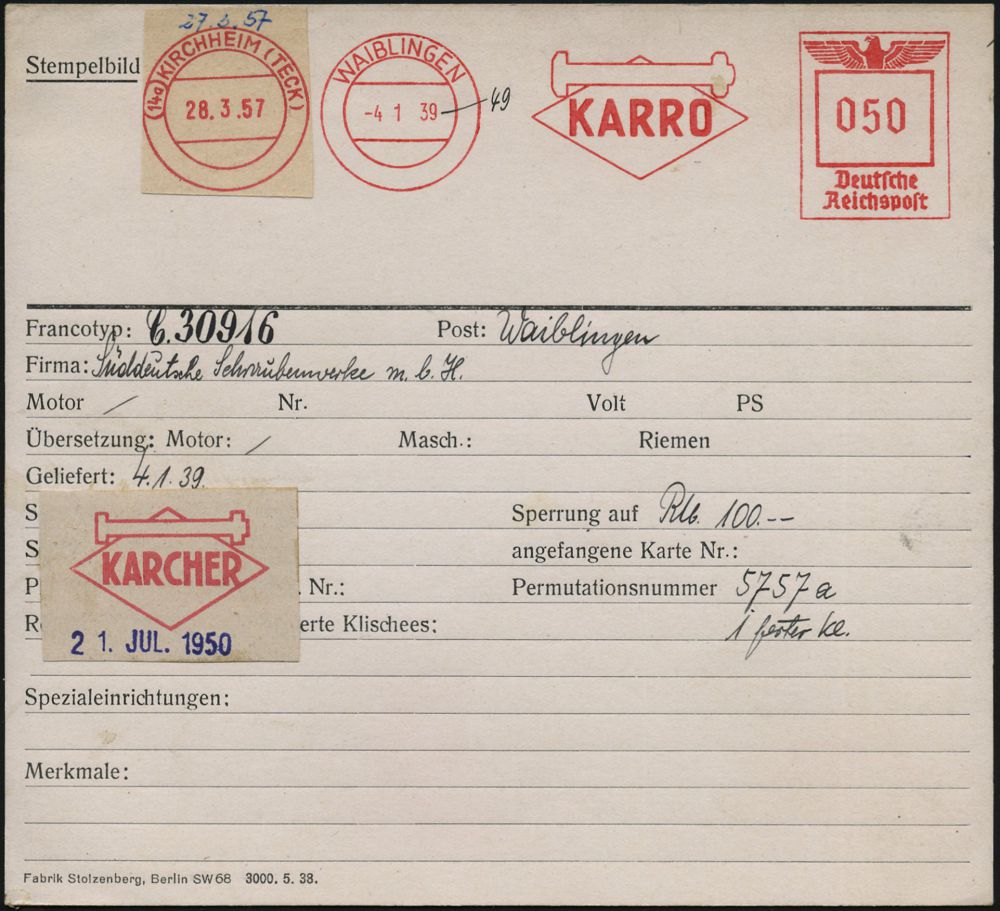 27.3.57
Stempelbild
(14a) KIRCHHEIM (TECK)
28.3.57
WAIBLINGEN
-4 1 39
49
KARRO
050
Deutsche
Reichspost
Francotyp: C.30916 Post: Waiblingen
Firma: Süddeutsche Schraubenwerke m.b.H.
Motor / Nr. Volt PS
Übersetzung: Motor: / Masch.: Riemen
Geliefert: 4.1.39.
S Sperrung auf 100.--
S angefangene Karte Nr.:
P . Nr.: Permutationsnummer 5757a
R erte Klischees: 1 fester Kl.
KARCHER
21. JUL. 1950
Spezialeinrichtungen:
Merkmale:
Fabrik Stolzenberg, Berlin SW68 3000. 5. 38.